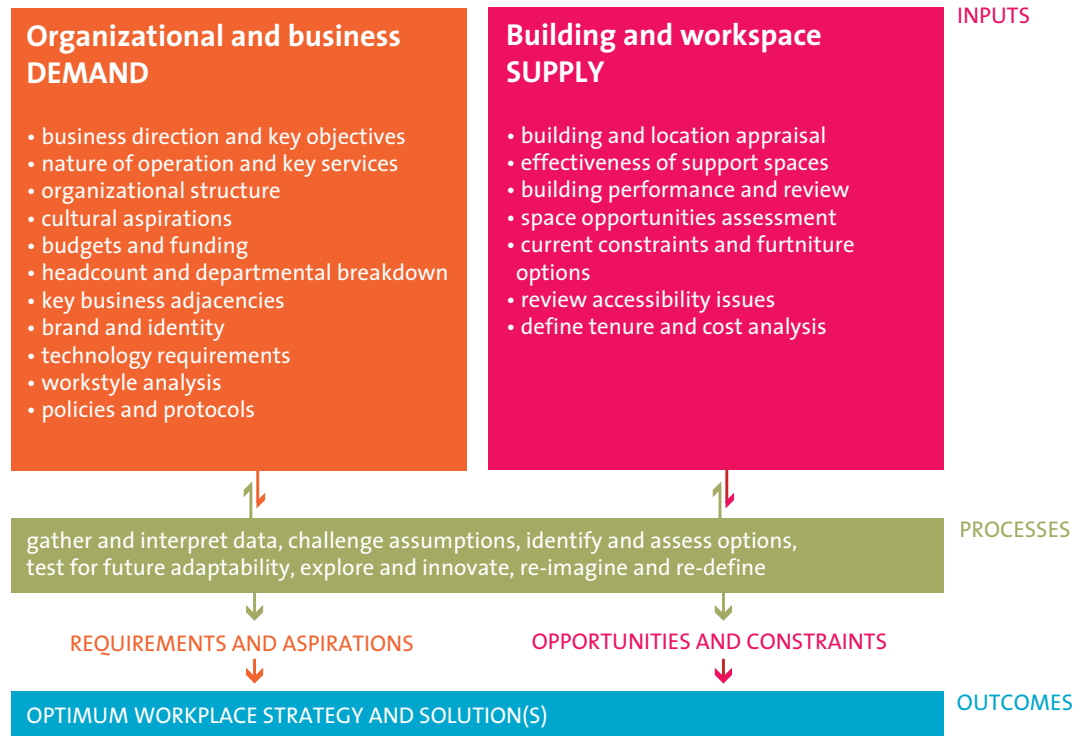 INPUTS
Organizational and business
DEMAND
• business direction and key objectives
• nature of operation and key services
• organizational structure
• cultural aspirations
• budgets and funding
• headcount and departmental breakdown
• key business adjacencies
• brand and identity
• technology requirements
• workstyle analysis
• policies and protocols
Building and workspace
SUPPLY
• building and location appraisal
• effectiveness of support spaces
• building performance and review
• space opportunities assessment
• current constraints and furtniture
options
• review accessibility issues
• define tenure and cost analysis
PROCESSES
gather and interpret data, challenge assumptions, identify and assess options,
test for future adaptability, explore and innovate, re-imagine and re-define
REQUIREMENTS AND ASPIRATIONS
OPPORTUNITIES AND CONSTRAINTS
OUTCOMES
OPTIMUM WORKPLACE STRATEGY AND SOLUTION(S)